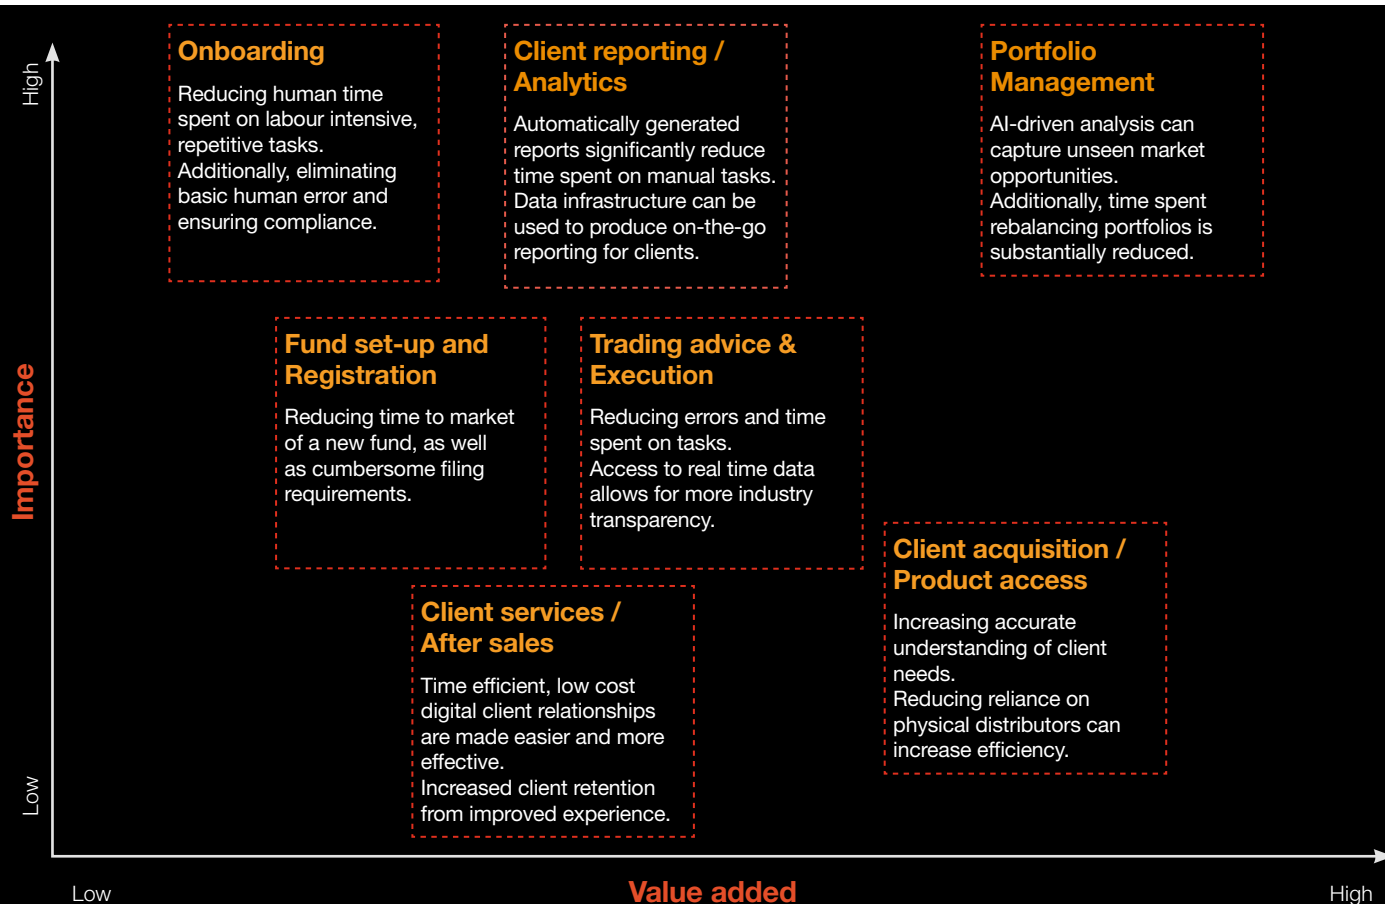 High
Importance
Low
Onboarding
Reducing human time
spent on labour intensive,
repetitive tasks.
Additionally, eliminating
basic human error and
ensuring compliance.
Client reporting /
Analytics
Automatically generated
reports significantly reduce
time spent on manual tasks.
Data infrastructure can be
used to produce on-the-go
reporting for clients.
Portfolio
Management
AI-driven analysis can
capture unseen market
opportunities.
Additionally, time spent
rebalancing portfolios is
substantially reduced.
Fund set-up and
Registration
Reducing time to market
of a new fund, as well
as cumbersome filing
requirements.
Trading advice &
Execution
Reducing errors and time
spent on tasks.
Access to real time data
allows for more industry
transparency.
Client acquisition /
Product access
Increasing accurate
understanding of client
needs.
Reducing reliance on
physical distributors can
increase efficiency.
Client services /
After sales
Time efficient, low cost
digital client relationships
are made easier and more
effective.
Increased client retention
from improved experience.
Low
Value added
High